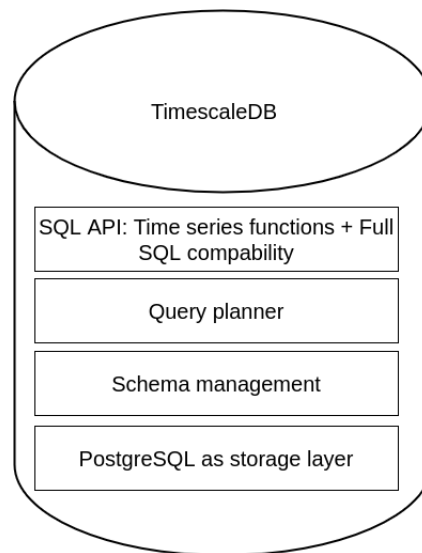 TimescaleDB
SQL API: Time series functions + Full
SQL compability
Query planner
Schema management
PostgreSQL as storage layer